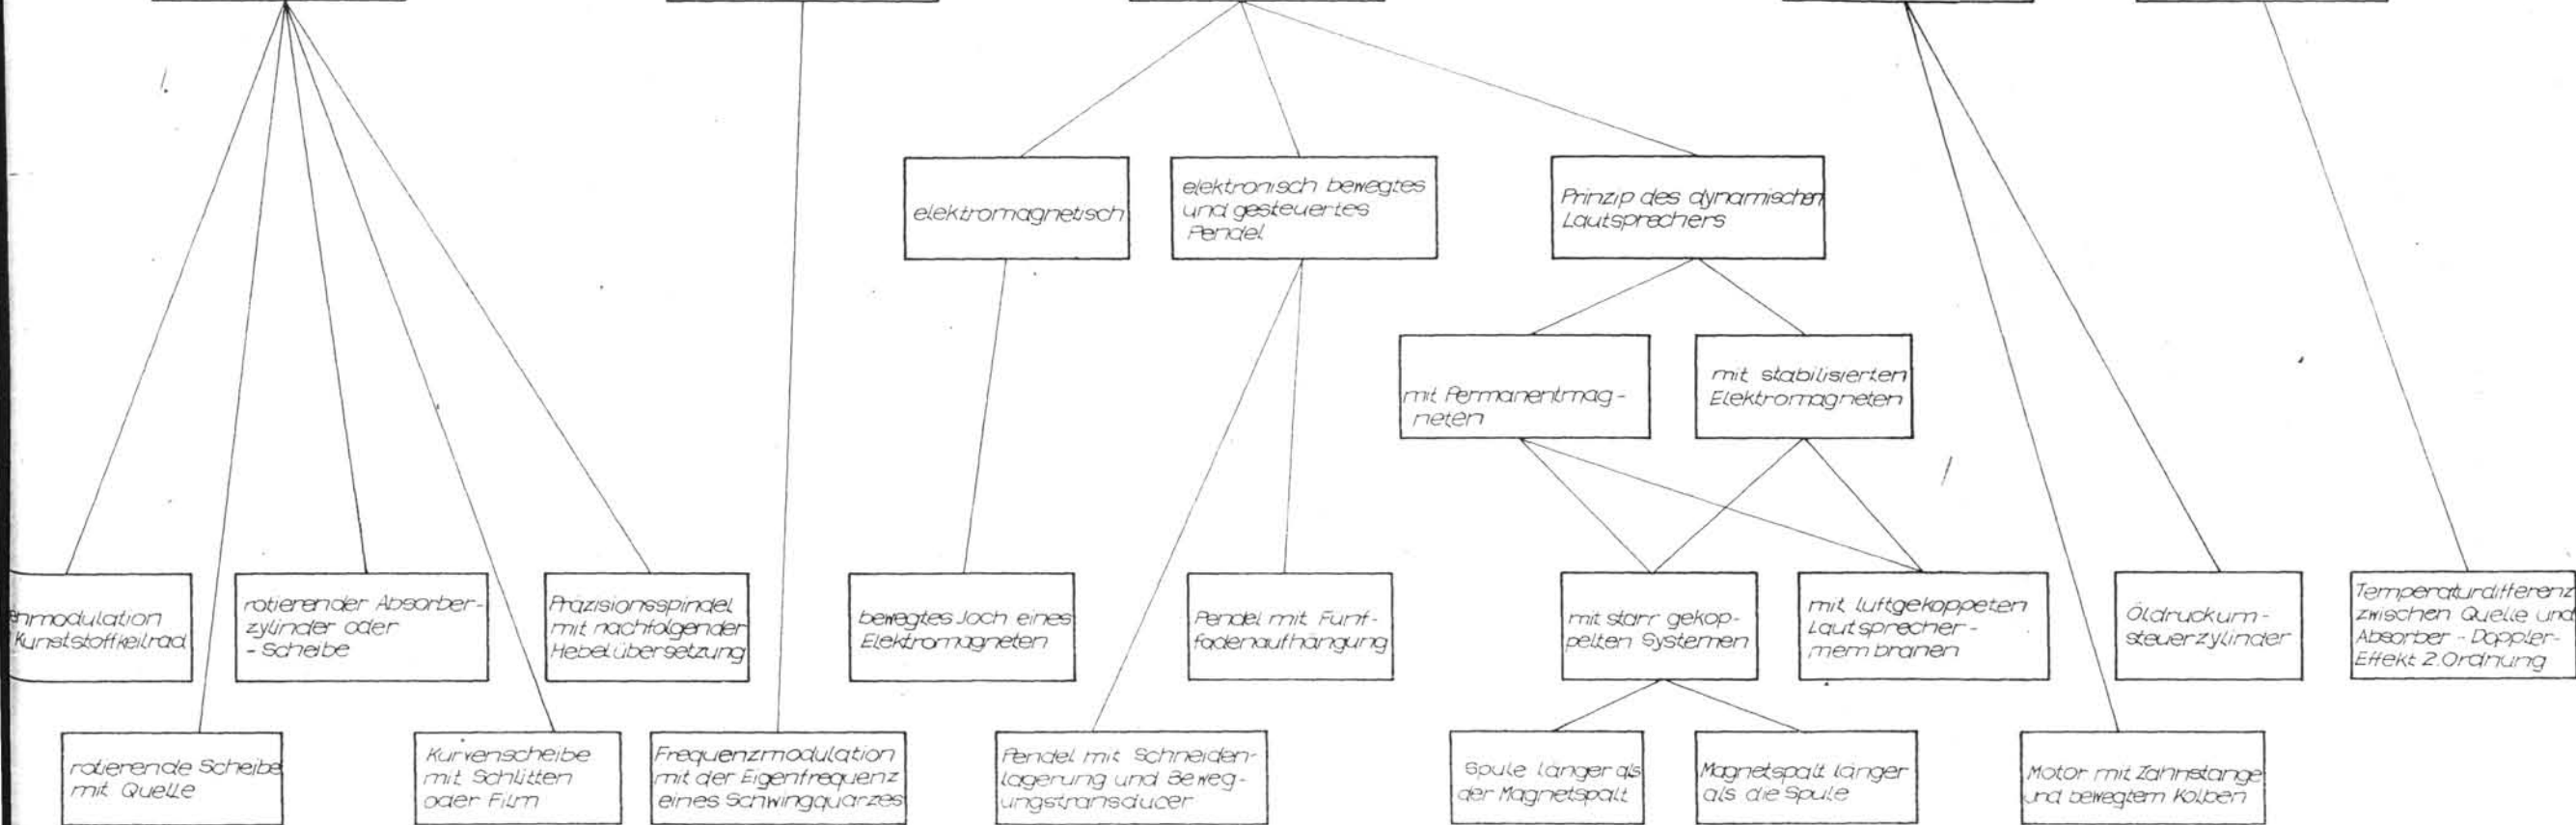 elektromagnetisch
elektronisch bewegtes
und gesteuertes
Pendel
Prinzip des dynamischen
Lautsprechers
mit Permanentmag-
neten
mit stabilisierten
Elektromagneten
enmodulation
Kunststoffkeilrad
rotierender Absorber-
zylinder oder
-Scheibe
Präzisionsspindel
mit nachfolgender
Hebelübersetzung
bewegtes Joch eines
Elektromagneten
Pendel mit Fünf-
fadenaufhängung
mit starr gekop-
pelten Systemen
mit luftgekoppeten
Lautsprecher-
membranen
Öldruckum-
steuerzylinder
Temperaturdifferenz
zwischen Quelle und
Absorber - Doppler-
Effekt 2.Ordnung
rotierende Scheibe
mit Quelle
Kurvenscheibe
mit Schlitten
oder Film
Frequenzmodulation
mit der Eigenfrequenz
eines Schwingquarzes
Pendel mit Schneiden-
lagerung und Beweg-
ungstransducer
Spule länger als
der Magnetspalt
Magnetspalt länger
als die Spule
Motor mit Zahnstange
und bewegtem Kolben